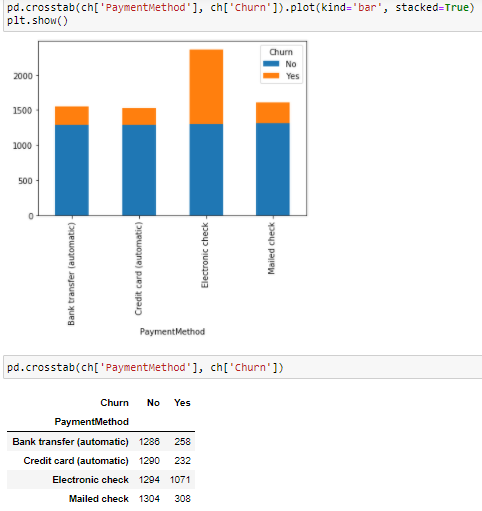 pd.crosstab(ch['PaymentMethod'], ch['Churn']).plot(kind='bar', stacked=True)
plt.show()
Churn
No
Yes
2000
1500
1000
500
0
Bank transfer (automatic)
Credit card (automatic)
Electronic check
Mailed check
PaymentMethod
pd.crosstab(ch['PaymentMethod'], ch['Churn'])
Churn No Yes
PaymentMethod
Bank transfer (automatic) 1286 258
Credit card (automatic) 1290 232
Electronic check 1294 1071
Mailed check 1304 308